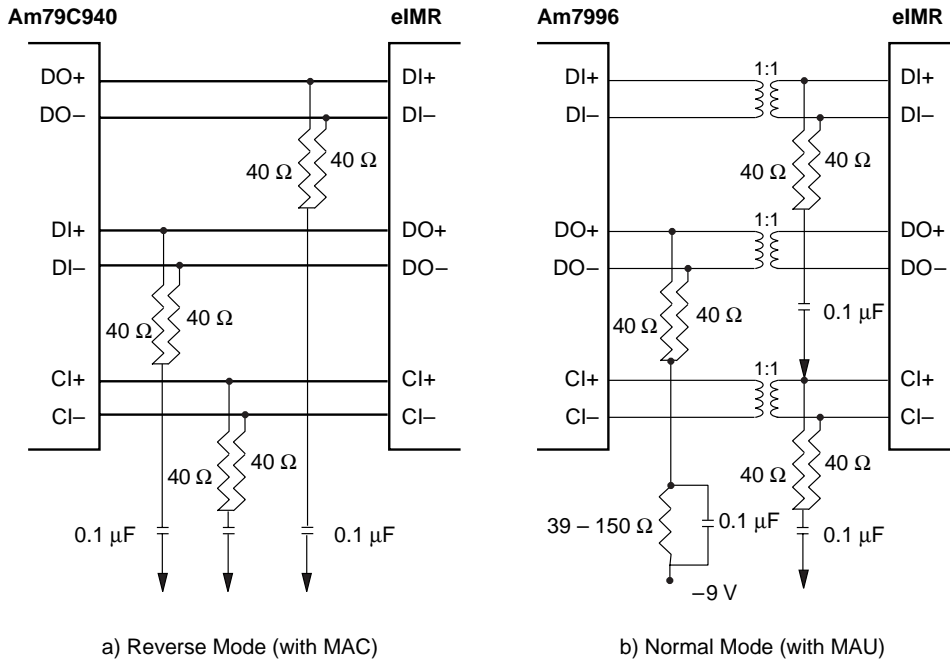 Am79C940 eIMR
DO+ DI+
DO– DI–
40 Ω 40 Ω
DI+ DO+
DI– DO–
40 Ω 40 Ω
CI+ CI+
CI– CI–
40 Ω 40 Ω
0.1 µF 0.1 µF
a) Reverse Mode (with MAC)
Am7996 eIMR
1:1
DI+ DI+
DI– DI–
40 Ω 40 Ω
1:1
DO+ DO+
DO– DO–
40 Ω 40 Ω
0.1 µF
1:1
CI+ CI+
CI– CI–
40 Ω 40 Ω
39 – 150 Ω 0.1 µF 0.1 µF
–9 V
b) Normal Mode (with MAU)